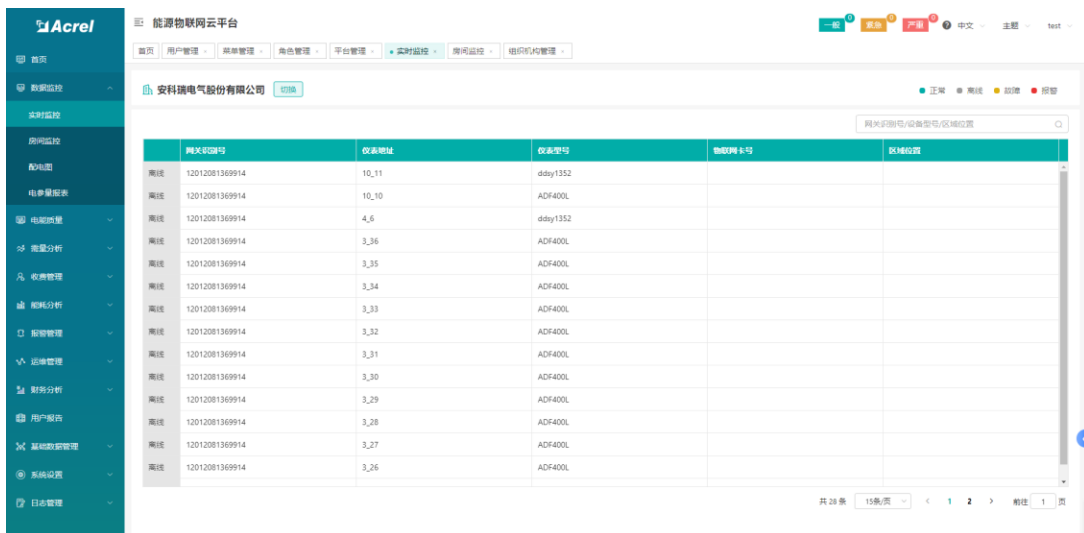 Acrel
能源物联网云平台
一般 0 紧急 0 严重 0 中文 主题 test
首页 用户管理 菜单管理 角色管理 平台管理 实时监控 房间监控 组织机构管理
首页
数据监控
实时监控
房间监控
配电图
电参量报表
电能质量
用量分析
收费管理
能耗分析
报警管理
运维管理
财务分析
用户报告
基础数据管理
系统设置
日志管理
安科瑞电气股份有限公司 切换
正常 离线 故障 报警
网关识别号/设备型号/区域位置
网关识别号 仪表地址 仪表型号 物联网卡号 区域位置
离线 12012081369914 10_11 ddsy1352
离线 12012081369914 10_10 ADF400L
离线 12012081369914 4_6 ddsy1352
离线 12012081369914 3_36 ADF400L
离线 12012081369914 3_35 ADF400L
离线 12012081369914 3_34 ADF400L
离线 12012081369914 3_33 ADF400L
离线 12012081369914 3_32 ADF400L
离线 12012081369914 3_31 ADF400L
离线 12012081369914 3_30 ADF400L
离线 12012081369914 3_29 ADF400L
离线 12012081369914 3_28 ADF400L
离线 12012081369914 3_27 ADF400L
离线 12012081369914 3_26 ADF400L
共 28 条 15条/页 1 2 前往 1 页